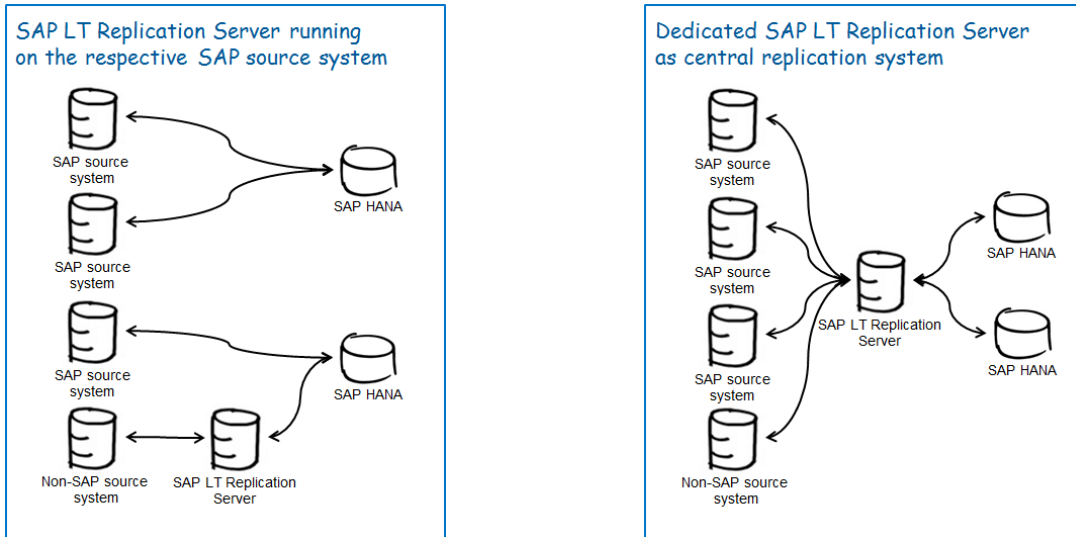 SAP LT Replication Server running
on the respective SAP source system
SAP source
system
SAP HANA
SAP source
system
SAP source
system
SAP HANA
Non-SAP source
system
SAP LT Replication
Server
Dedicated SAP LT Replication Server
as central replication system
SAP source
system
SAP source
system
SAP HANA
SAP LT Replication
Server
SAP source
system
SAP HANA
Non-SAP source
system